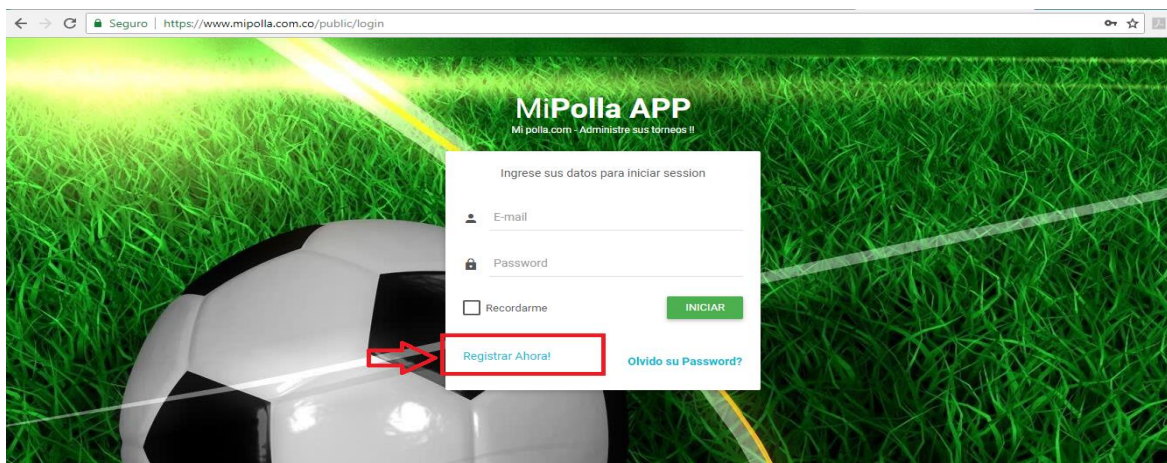 Seguro | https://www.mipolla.com.co/public/login
MiPolla APP
Mi polla.com - Administre sus torneos !!
Ingrese sus datos para iniciar session
E-mail
Password
Recordarme
INICIAR
Registrar Ahora!
Olvido su Password?